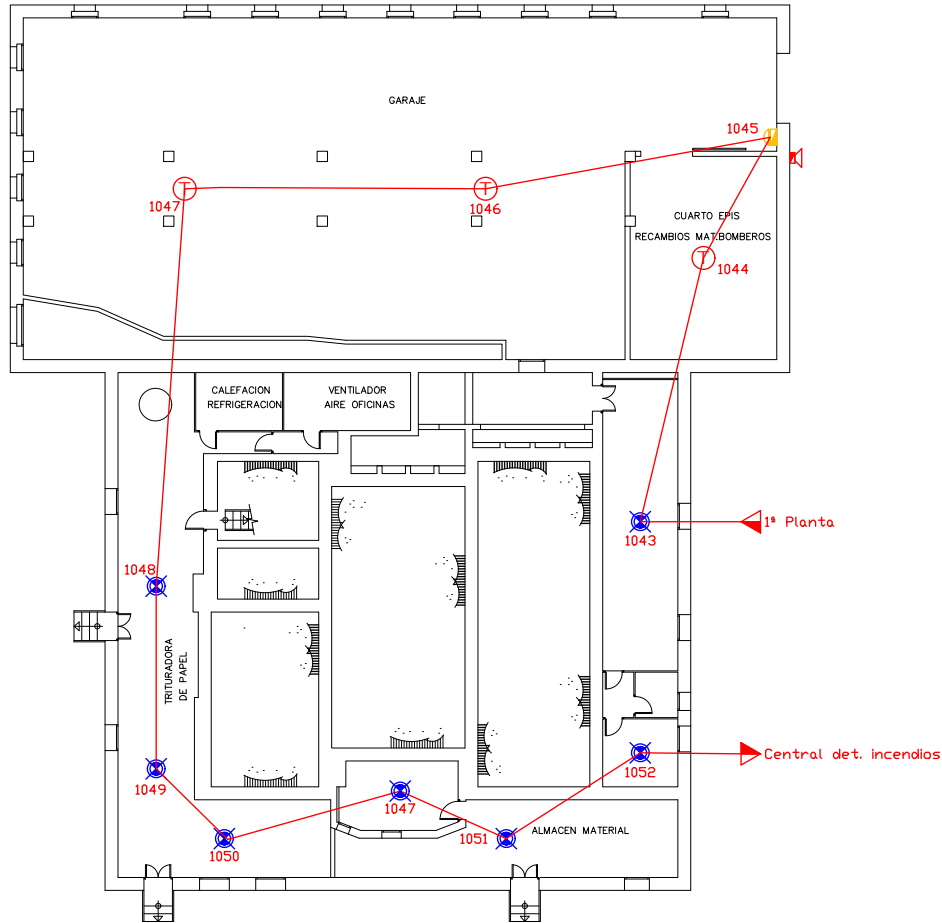 GARAJE
1045
1047
1046
CUARTO EPIS
RECAMBIOS MAT.BOMBEROS
T
T
T
1044
CALEFACION
REFRIGERACION
VENTILADOR
AIRE OFICINAS
1043
1ª Planta
1048
TRITURADORA
DE PAPEL
1049
1050
1047
1051
ALMACEN MATERIAL
1052
Central det. incendios